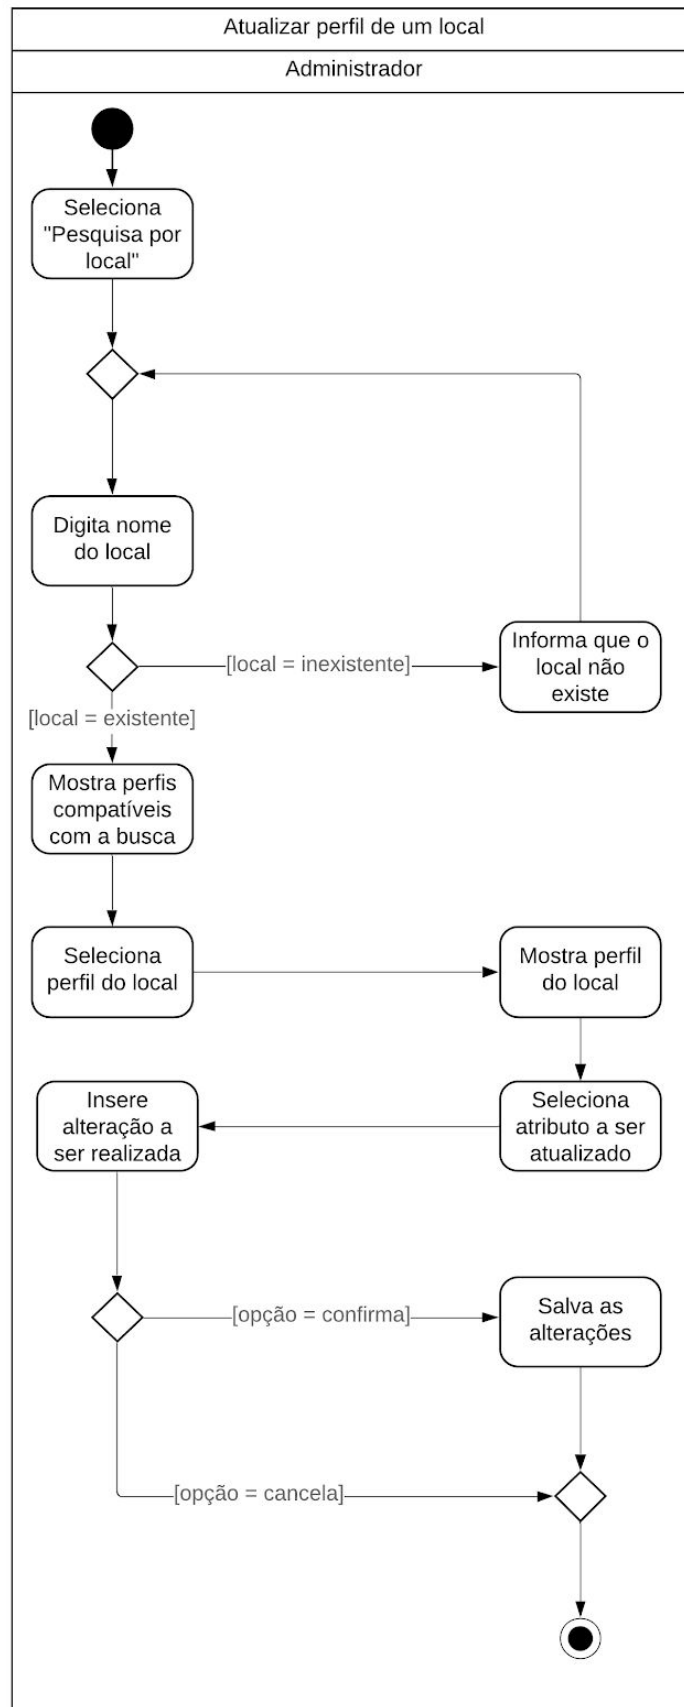 Atualizar perfil de um local
Administrador
Seleciona
"Pesquisa por
local"
Digita nome
do local
[local = inexistente]
Informa que o
local não
existe
[local = existente]
Mostra perfis
compatíveis
com a busca
Seleciona
perfil do local
Mostra perfil
do local
Insere
alteração a
ser realizada
Seleciona
atributo a ser
atualizado
[opção = confirma]
Salva as
alterações
[opção = cancela]